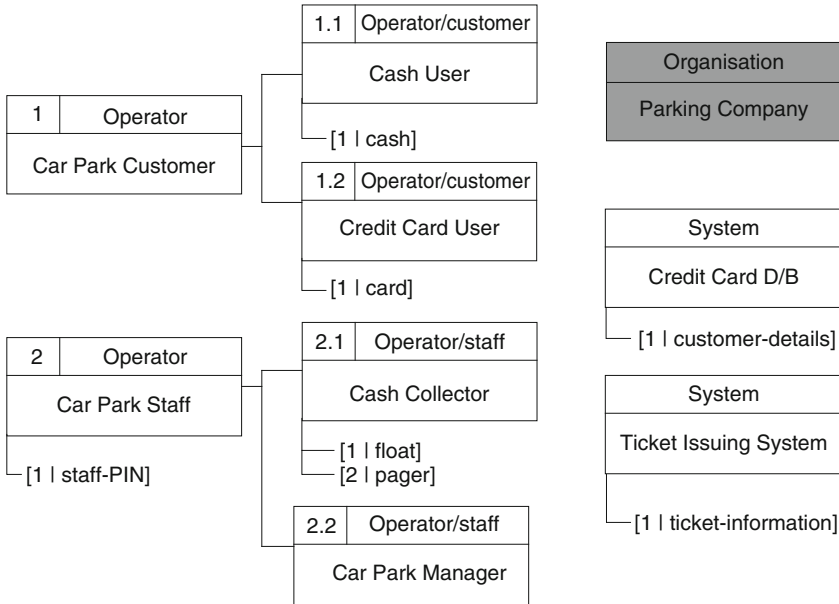 1.1 Operator/customer
Cash User
[1 | cash]
1 Operator
Car Park Customer
1.2 Operator/customer
Credit Card User
[1 | card]
2 Operator
Car Park Staff
[1 | staff-PIN]
2.1 Operator/staff
Cash Collector
[1 | float]
[2 | pager]
2.2 Operator/staff
Car Park Manager
Organisation
Parking Company
System
Credit Card D/B
[1 | customer-details]
System
Ticket Issuing System
[1 | ticket-information]